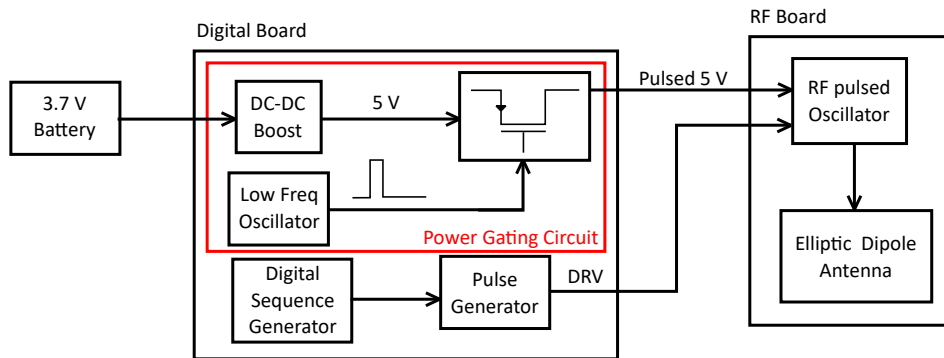 Digital Board
RF Board
3.7 V
Battery
DC-DC
Boost
5 V
Pulsed 5 V
RF pulsed
Oscillator
Low Freq
Oscillator
Power Gating Circuit
Elliptic Dipole
Antenna
Digital
Sequence
Generator
Pulse
Generator
DRV